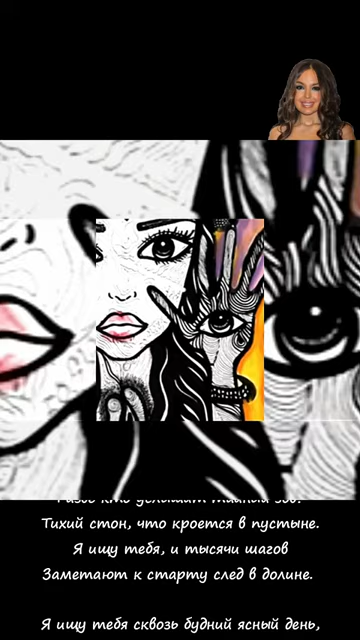 Тихий стон, что кроется в пустыне.
Я ищу тебя, и тысячи шагов
Заметают к старту след в долине.
Я ищу тебя сквозь будний ясный день,